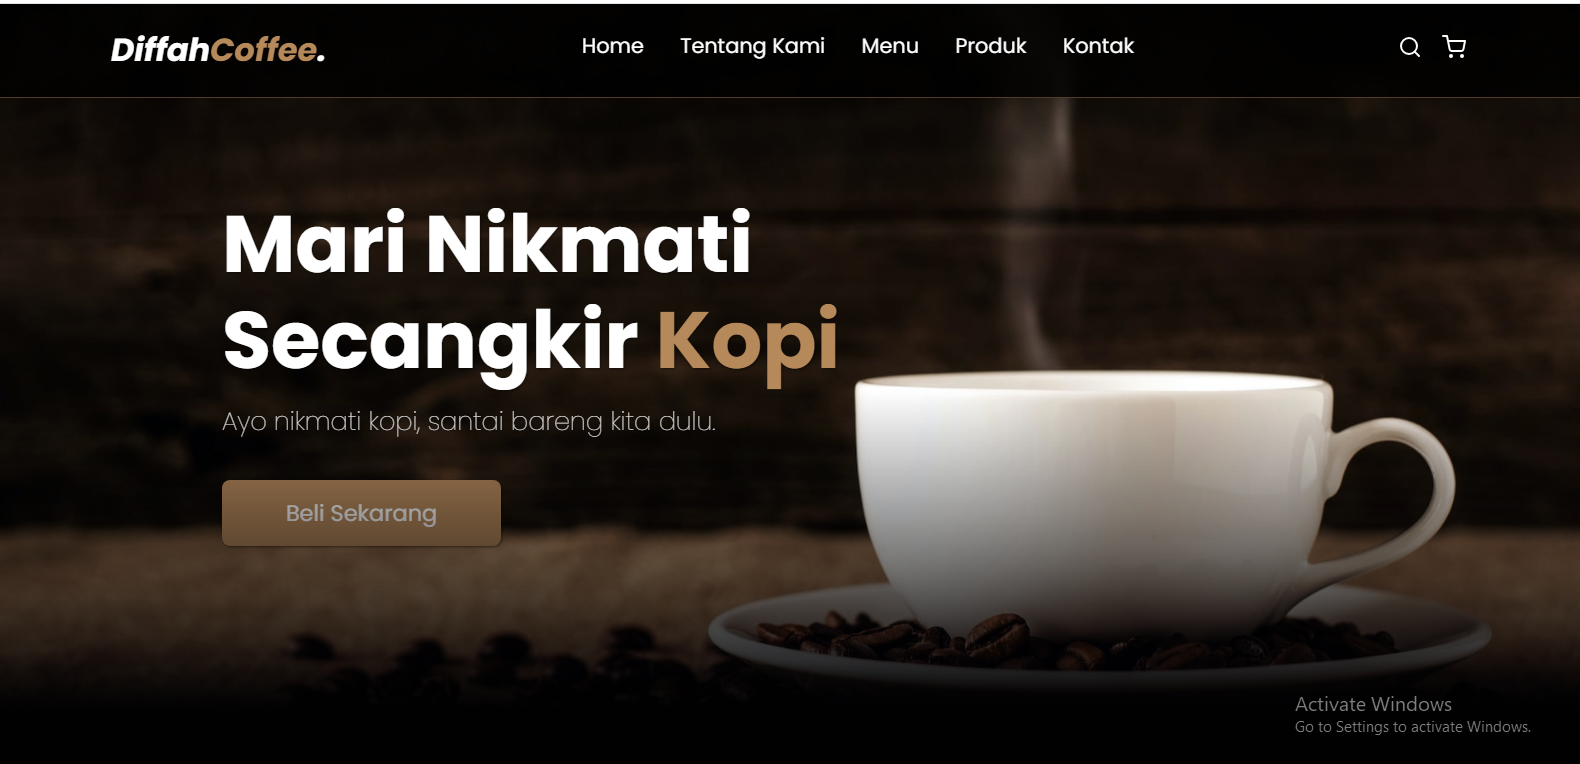 DiffahCoffee.
Home Tentang Kami Menu Produk Kontak
Mari Nikmati
Secangkir Kopi
Ayo nikmati kopi, santai bareng kita dulu.
Beli Sekarang
Activate Windows
Go to Settings to activate Windows.